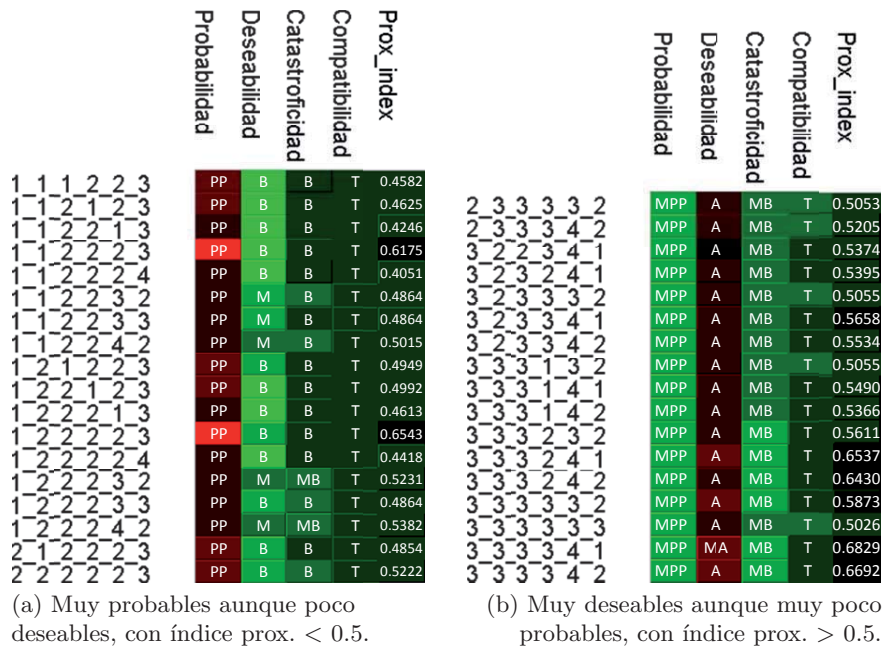 Probabilidad
Deseabilidad
Catastroficidad
Compatibilidad
Prox_index
1_1_1_2_2_3 PP B B T 0.4582
1_1_2_1_2_3 PP B B T 0.4625
1_1_2_2_1_3 PP B B T 0.4246
1_1_2_2_2_3 PP B B T 0.6175
1_1_2_2_2_4 PP B B T 0.4051
1_1_2_2_3_2 PP M B T 0.4864
1_1_2_2_3_3 PP M B T 0.4864
1_1_2_2_4_2 PP M B T 0.5015
1_2_1_2_2_3 PP B B T 0.4949
1_2_2_1_2_3 PP B B T 0.4992
1_2_2_2_1_3 PP B B T 0.4613
1_2_2_2_2_3 PP B B T 0.6543
1_2_2_2_2_4 PP B B T 0.4418
1_2_2_2_3_2 PP M MB T 0.5231
1_2_2_2_3_3 PP B B T 0.4864
1_2_2_2_4_2 PP M MB T 0.5382
2_1_2_2_2_3 PP B B T 0.4854
2_2_2_2_2_3 PP B B T 0.5222
(a) Muy probables aunque poco
deseables, con índice prox. < 0.5.
Probabilidad
Deseabilidad
Catastroficidad
Compatibilidad
Prox_index
2_3_3_3_3_2 MPP A MB T 0.5053
2_3_3_3_4_2 MPP A MB T 0.5205
3_2_2_3_4_1 MPP A MB T 0.5374
3_2_3_2_4_1 MPP A MB T 0.5395
3_2_3_3_3_2 MPP A MB T 0.5055
3_2_3_3_4_1 MPP A MB T 0.5658
3_2_3_3_4_2 MPP A MB T 0.5534
3_3_3_1_3_2 MPP A MB T 0.5055
3_3_3_1_4_1 MPP A MB T 0.5490
3_3_3_1_4_2 MPP A MB T 0.5366
3_3_3_2_3_2 MPP A MB T 0.5611
3_3_3_2_4_1 MPP A MB T 0.6537
3_3_3_2_4_2 MPP A MB T 0.6430
3_3_3_3_3_2 MPP A MB T 0.5873
3_3_3_3_3_3 MPP A MB T 0.5026
3_3_3_3_4_1 MPP MA MB T 0.6829
3_3_3_3_4_2 MPP A MB T 0.6692
(b) Muy deseables aunque muy poco
probables, con índice prox. > 0.5.